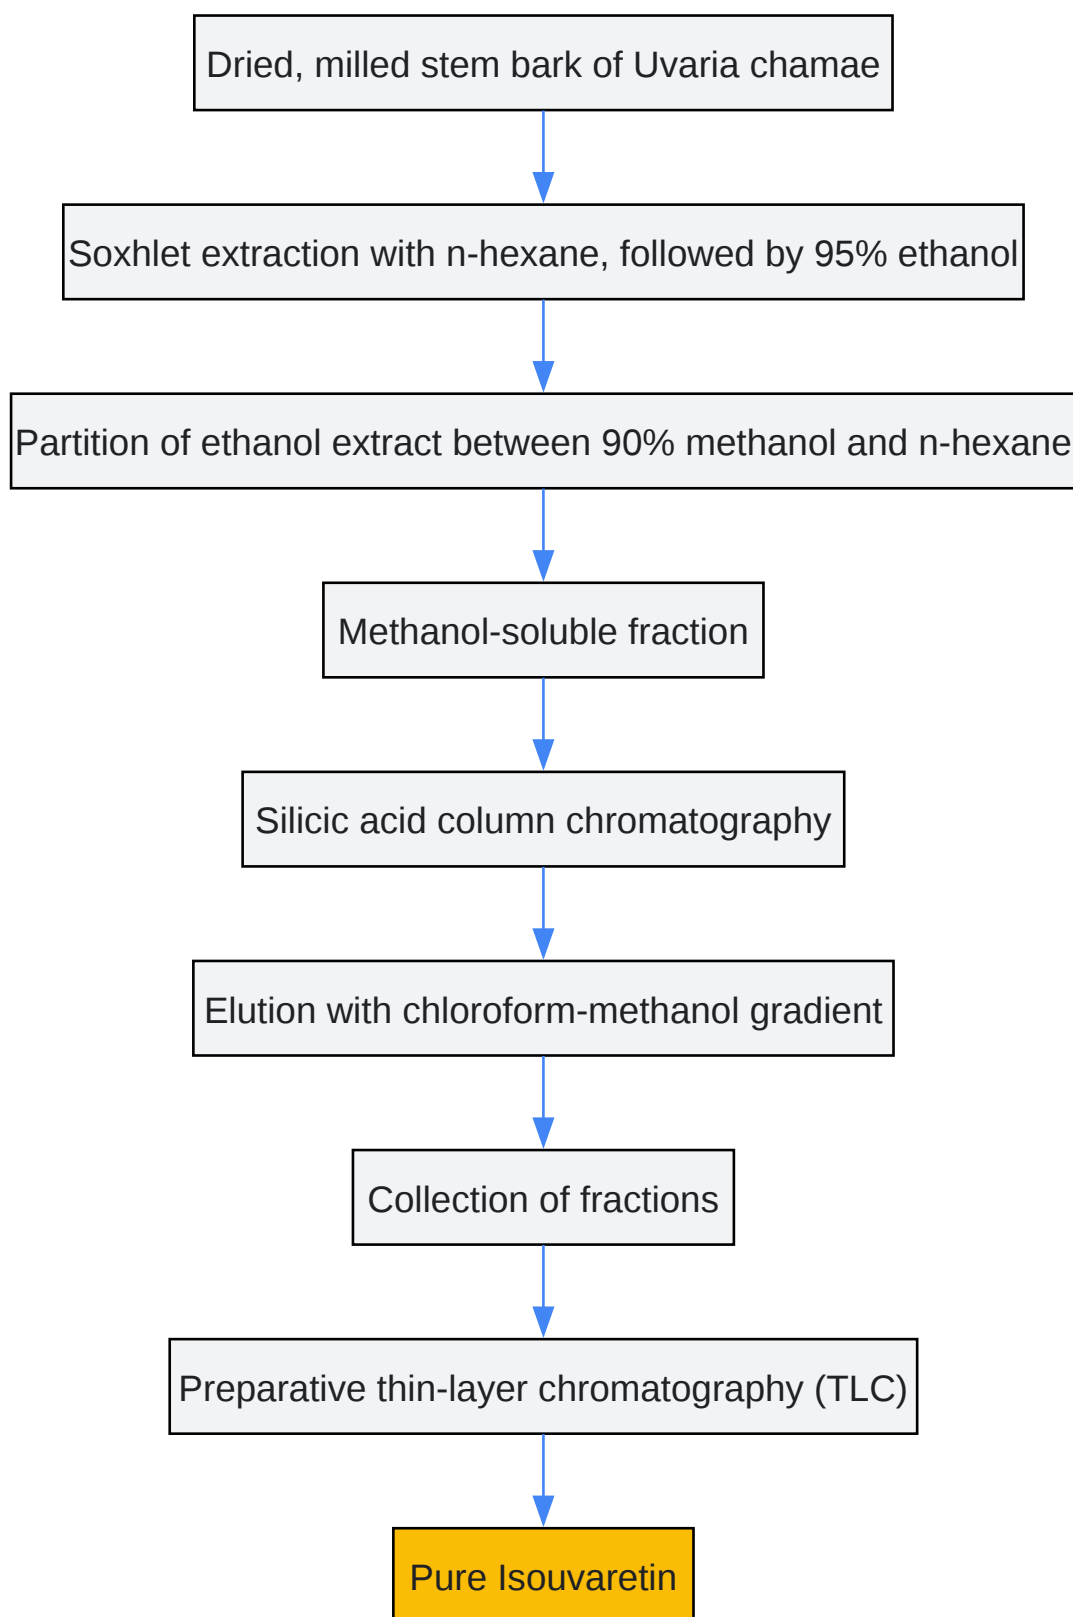 Dried, milled stem bark of Uvaria chamae
Soxhlet extraction with n-hexane, followed by 95% ethanol
Partition of ethanol extract between 90% methanol and n-hexane
Methanol-soluble fraction
Silicic acid column chromatography
Elution with chloroform-methanol gradient
Collection of fractions
Preparative thin-layer chromatography (TLC)
Pure Isouvaretin